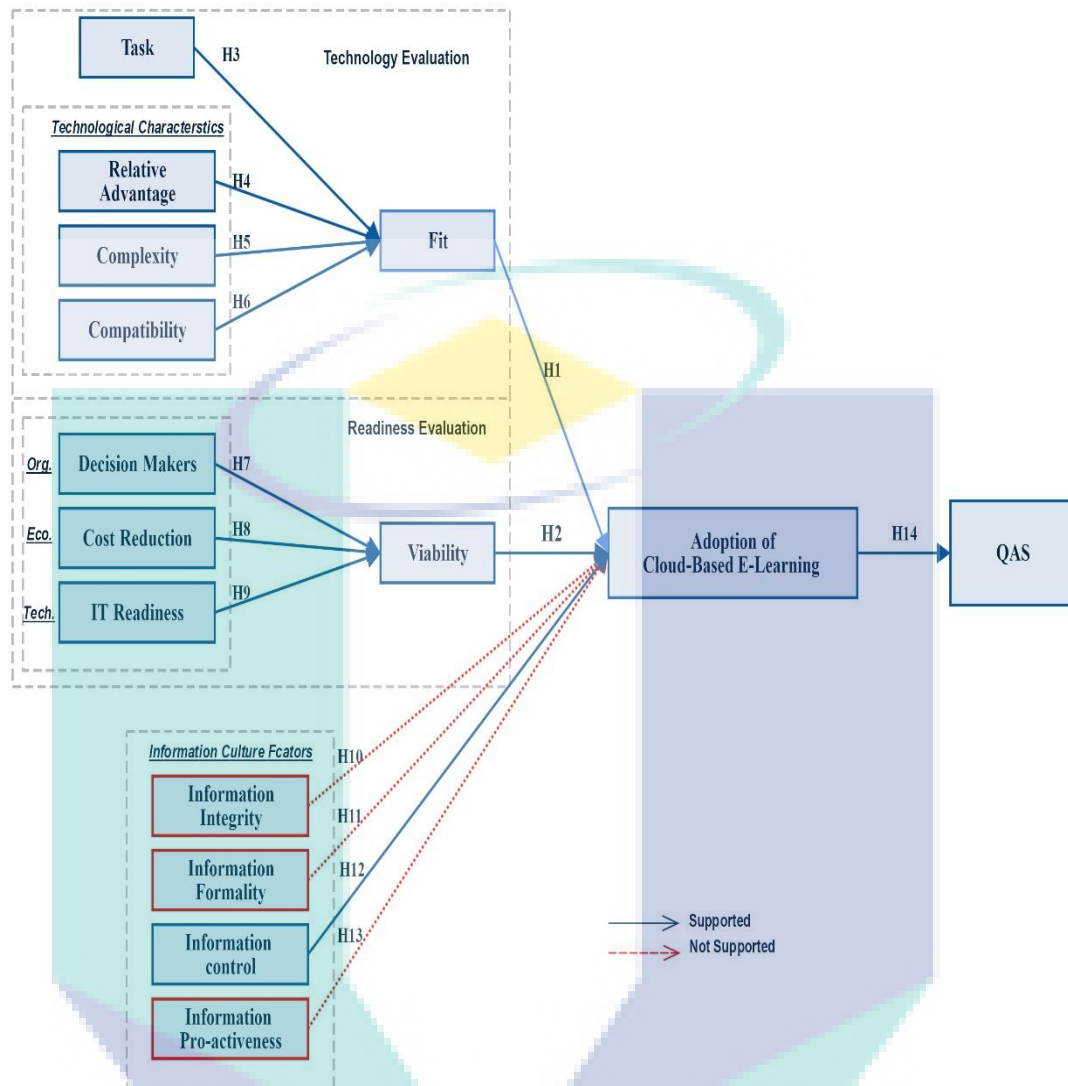 Task
H3
Technology Evaluation
Technological Characterstics
Relative
Advantage
H4
Complexity
H5
Compatibility
H6
Fit
H1
Readiness Evaluation
Org.
Decision Makers
H7
Eco.
Cost Reduction
H8
Tech.
IT Readiness
H9
Viability
H2
Adoption of
Cloud-Based E-Learning
H14
QAS
Information Culture Fcators
H10
Information
Integrity
H11
Information
Formality
H12
Information
control
H13
Information
Pro-activeness
Supported
Not Supported